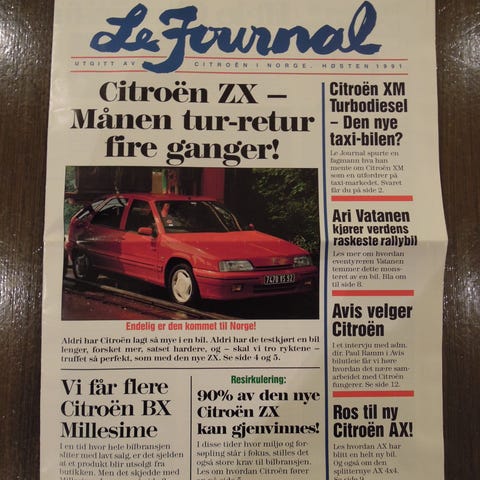 Le Journal
UTGITT AV CITROËN I NORGE. HØSTEN 1991
Citroën ZX –
Månen tur-retur
fire ganger!
7470 RS 92
Endelig er den kommet til Norge!
Aldri har Citroën lagt så mye i en bil. Aldri har de testkjørt en bil
lenger, forsket mer, satset hardere, og – skal vi tro ryktene –
truffet så perfekt, som med den nye ZX. Se side 4 og 5.
Vi får flere
Citroën BX
Millesime
I en tid hvor hele bilbransjen
sliter med lavt salg, er det sjelden
at et produkt blir utsolgt fra
butikken. Men det skjedde med
Resirkulering:
90% av den nye
Citroën ZX
kan gjenvinnes!
I disse tider hvor miljø og for-
søpling står i fokus, stilles det
også store krav til bilbransjen.
Les om hvordan Citroën fører
Citroën XM
Turbodiesel
– Den nye
taxi-bilen?
Le Journal spurte en
fagmann hva han
mente om Citroën XM
som en utfordrer på
taxi-markedet. Svaret
får du på side 2.
Ari Vatanen
kjører verdens
raskeste rallybil
Les mer om hvordan
eventyreren Vatanen
temmer dette mons-
teret av en bil. Bla om
til side 8.
Avis velger
Citroën
I et intervju med adm.
dir. Paul Ramm i Avis
bilutleie får vi høre
hvordan det nære sam-
arbeidet med Citroën
fungerer. Se side 12.
Ros til ny
Citroën AX!
Les hvordan AX har
blitt en helt ny bil.
Og også om den
splitternye AX 4x4.
Se side 9